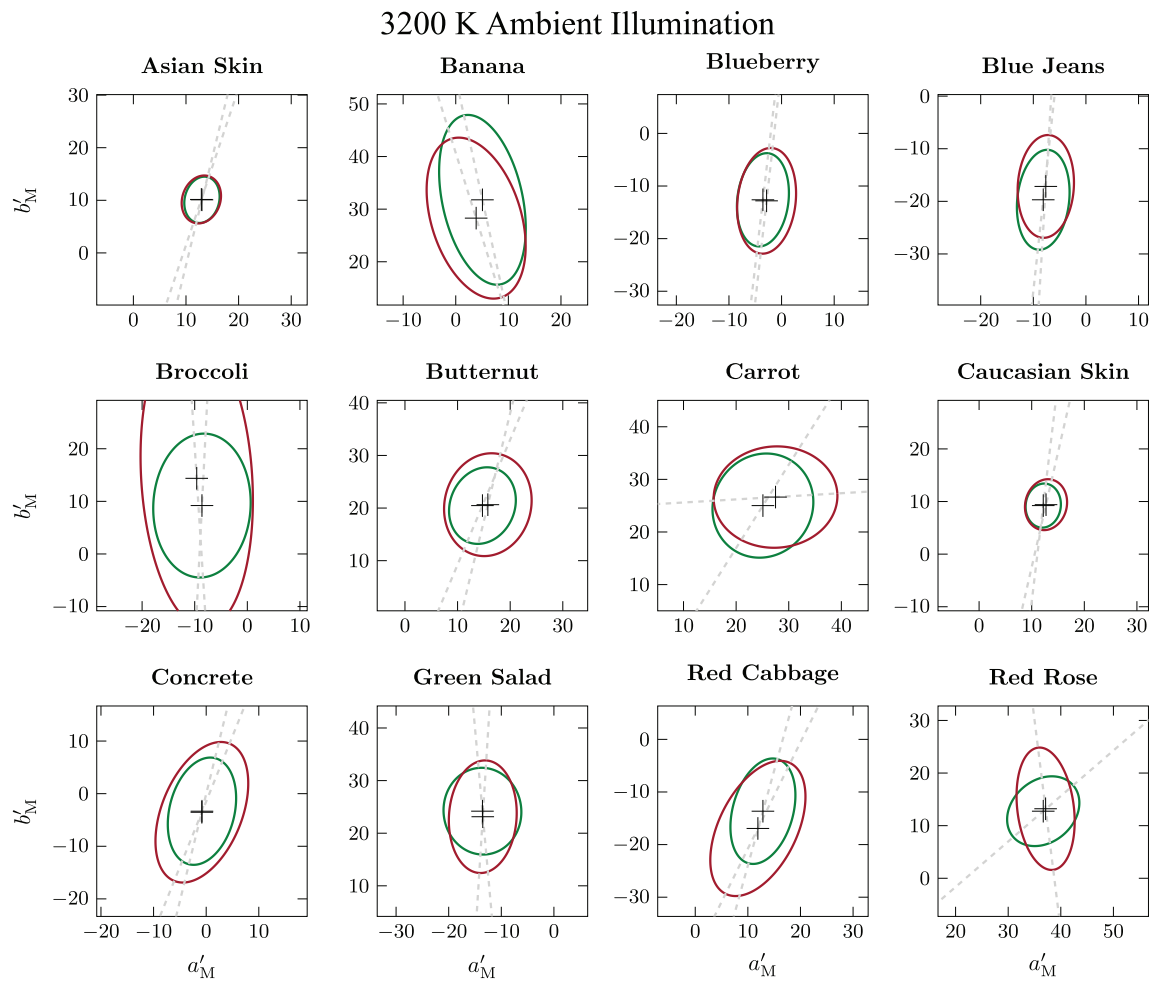 3200 K Ambient Illumination
Asian Skin Banana Blueberry Blue Jeans
30 20 10 0
50 40 30 20
0 −10 −20 −30
0 −10 −20 −30
b′M
0 10 20 30
−10 0 10 20
−20 −10 0
−20 −10 0 10
Broccoli Butternut Carrot Caucasian Skin
20 10 0 −10
40 30 20 10
40 30 20 10
20 10 0 −10
b′M
−20 −10 0 10
0 10 20 30
10 20 30 40
0 10 20 30
Concrete Green Salad Red Cabbage Red Rose
10 0 −10 −20
40 30 20 10
0 −10 −20 −30
30 20 10 0
b′M
−20 −10 0 10
−30 −20 −10 0
0 10 20 30
20 30 40 50
a′M a′M a′M a′M